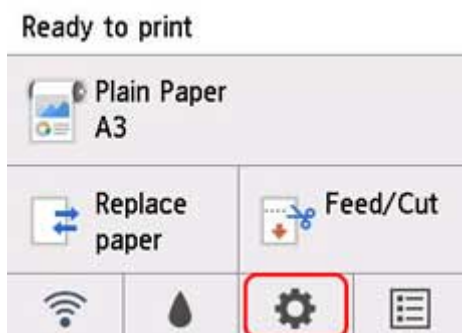 Ready to print
Plain Paper
A3
Replace
paper
Feed/Cut